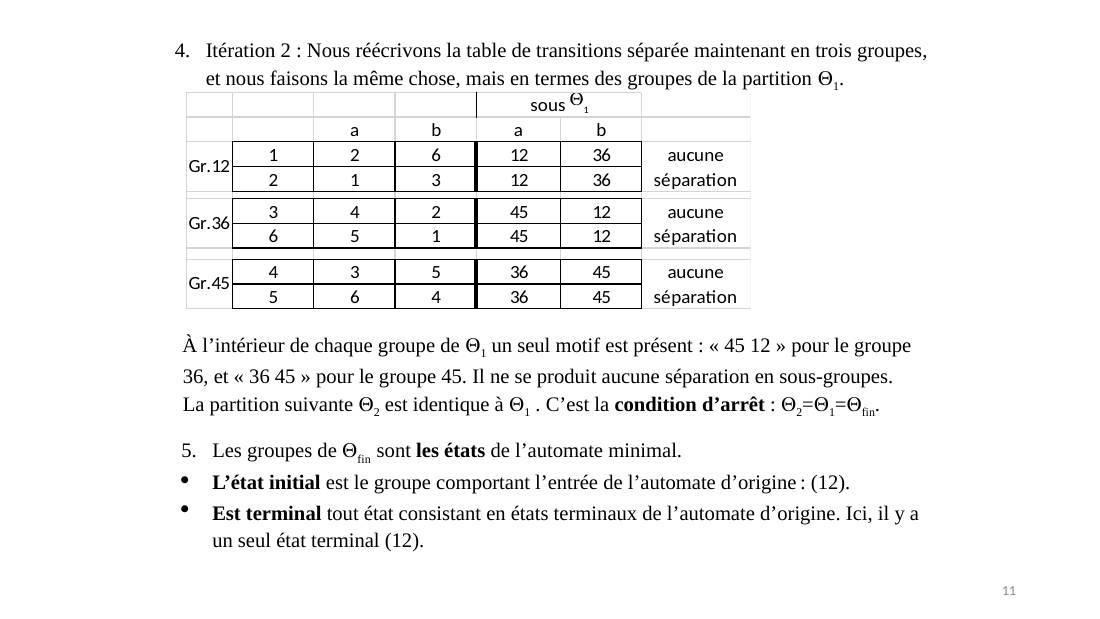 4. Itération 2 : Nous réécrivons la table de transitions séparée maintenant en trois groupes,
et nous faisons la même chose, mais en termes des groupes de la partition Θ1.
sous Θ1
a b a b
Gr.12
1 2 6 12 36 aucune
2 1 3 12 36 séparation
Gr.36
3 4 2 45 12 aucune
6 5 1 45 12 séparation
Gr.45
4 3 5 36 45 aucune
5 6 4 36 45 séparation
À l’intérieur de chaque groupe de Θ1 un seul motif est présent : « 45 12 » pour le groupe
36, et « 36 45 » pour le groupe 45. Il ne se produit aucune séparation en sous-groupes.
La partition suivante Θ2 est identique à Θ1 . C’est la condition d’arrêt : Θ2=Θ1=Θfin.
5. Les groupes de Θfin sont les états de l’automate minimal.
• L’état initial est le groupe comportant l’entrée de l’automate d’origine : (12).
• Est terminal tout état consistant en états terminaux de l’automate d’origine. Ici, il y a
un seul état terminal (12).
11